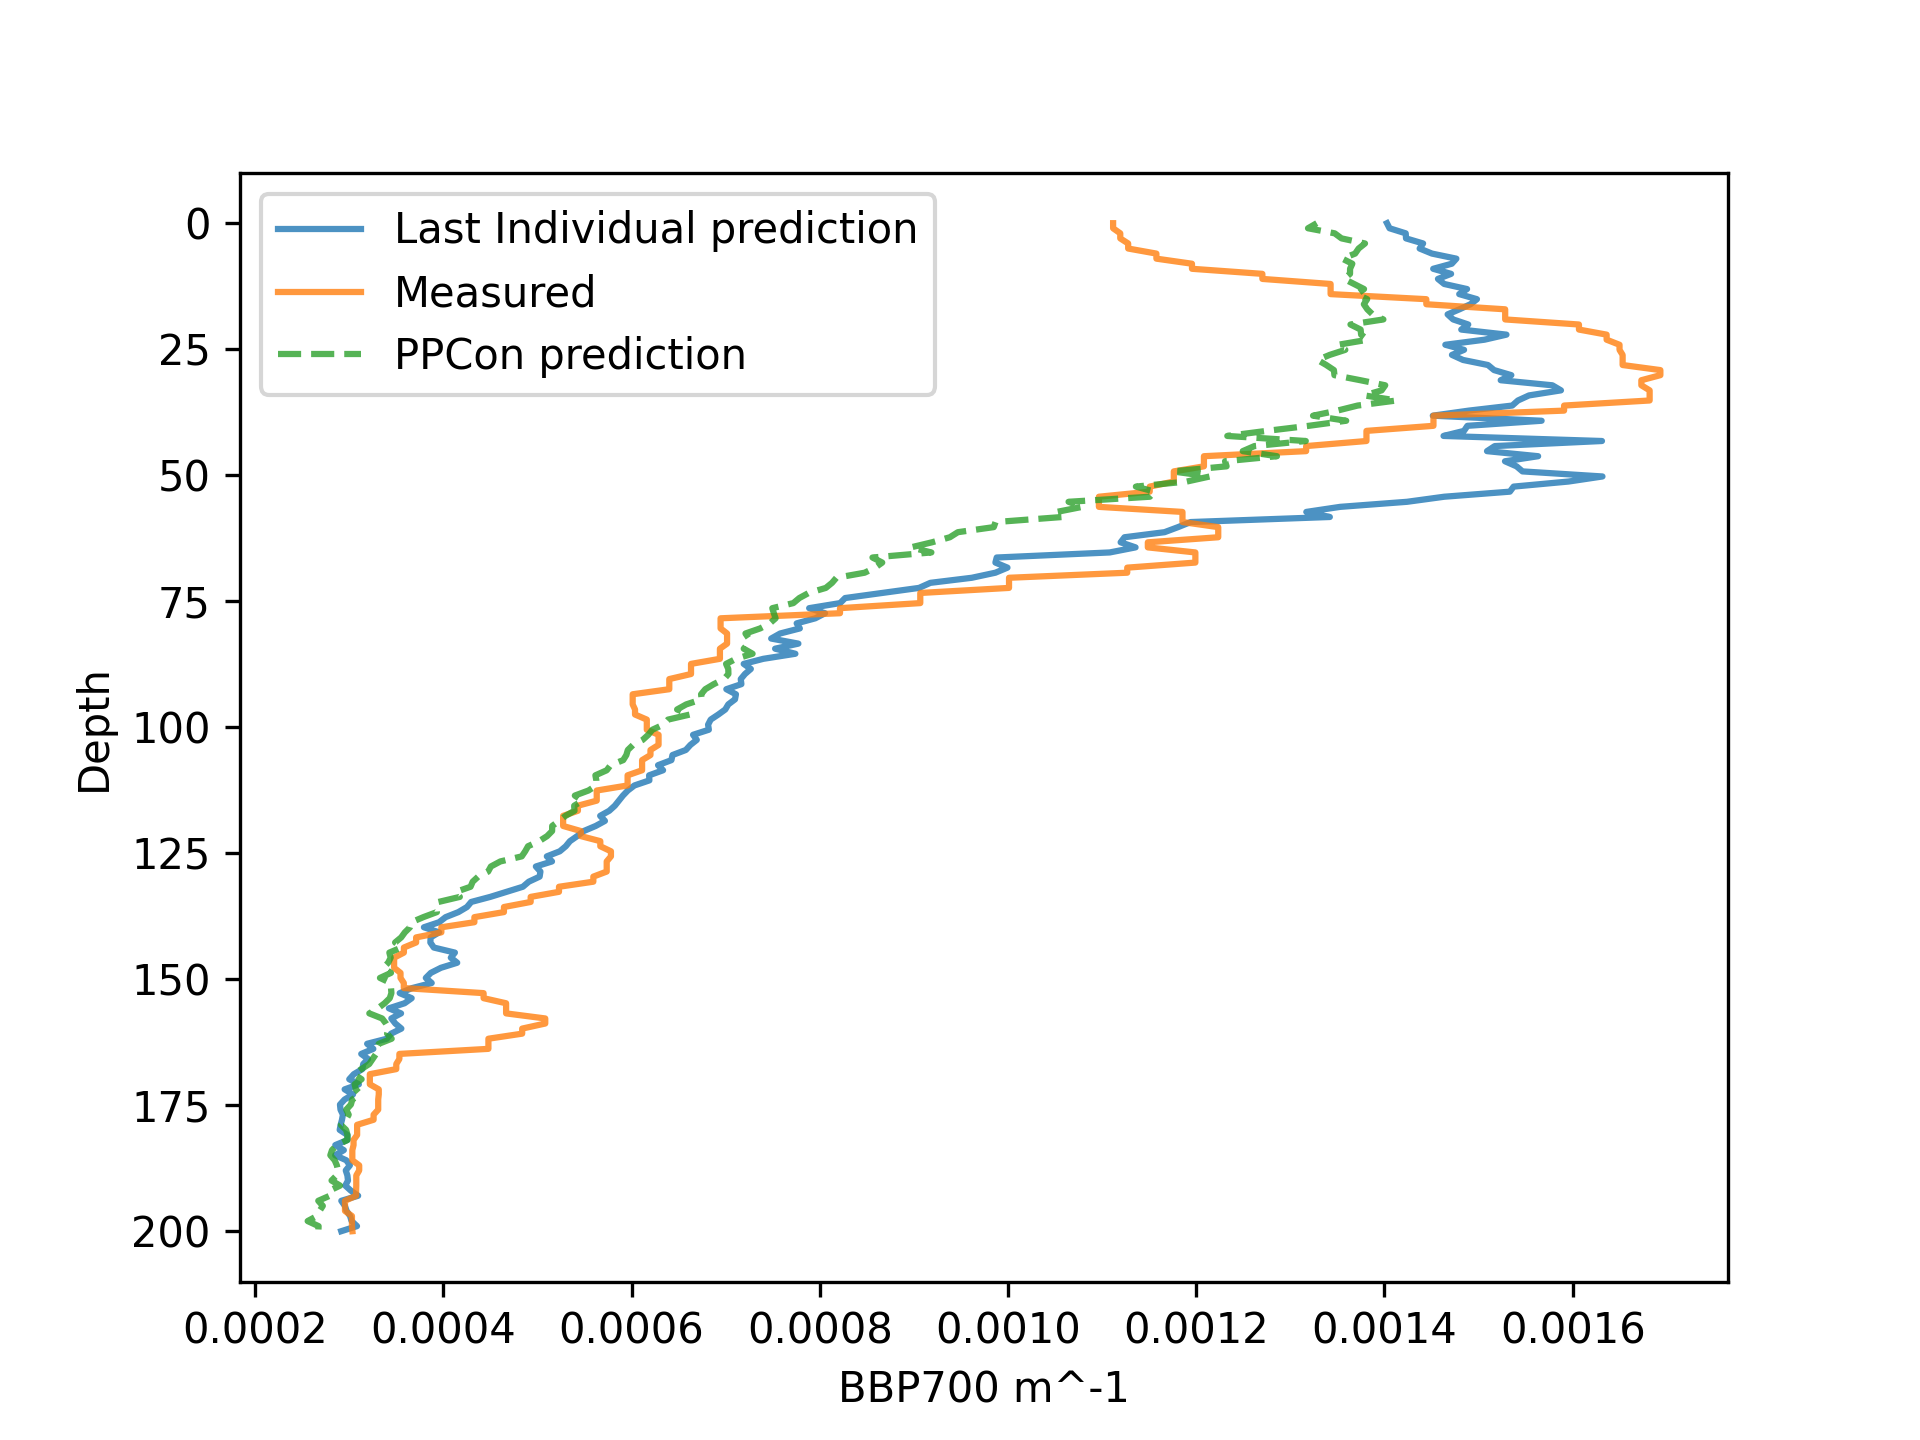 Last Individual prediction
Measured
PPCon prediction
0
25
50
75
100
125
150
175
200
Depth
0.0002 0.0004 0.0006 0.0008 0.0010 0.0012 0.0014 0.0016
BBP700 m^-1